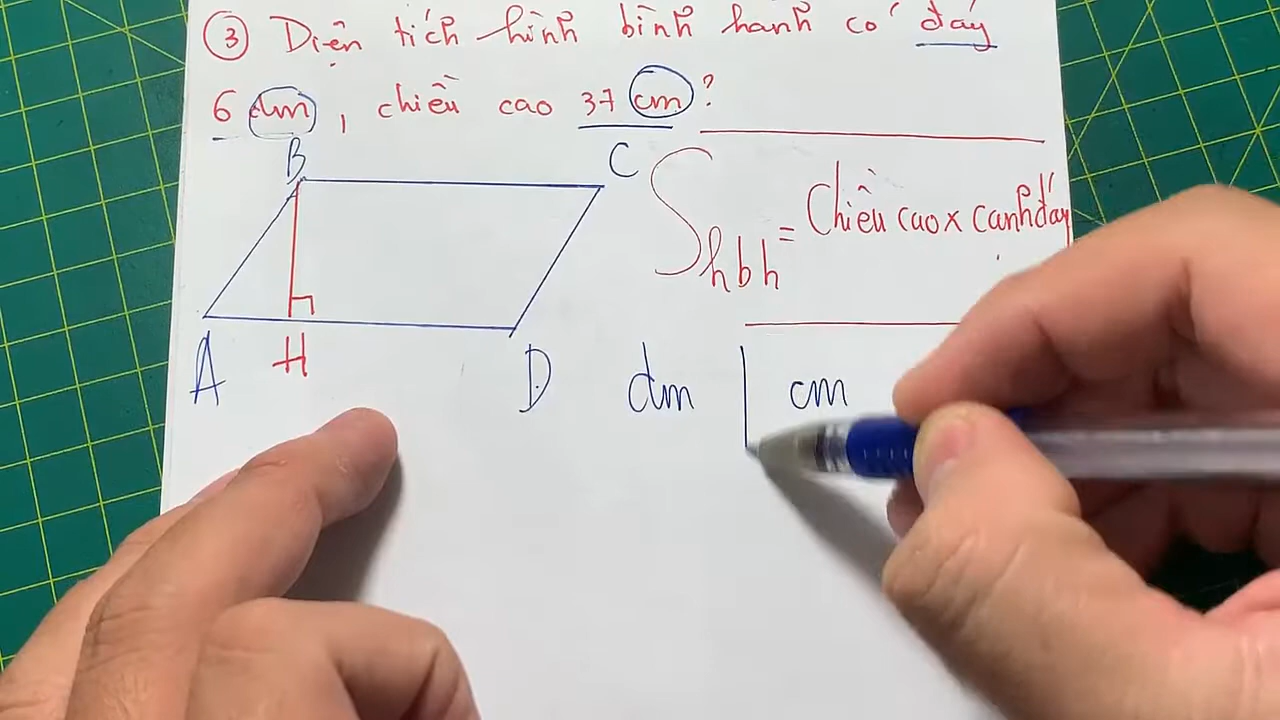 ③ Diện tích hình bình hành có đáy
6 dm, chiều cao 37 cm?
B
C
S hbh = Chiều cao x cạnh đáy
A
H
D
dm | cm